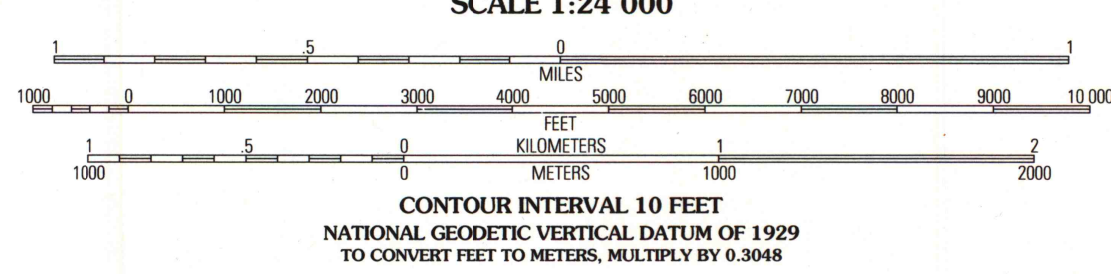 SCALE 1:24 000
1 .5 0 1
MILES
1000 0 1000 2000 3000 4000 5000 6000 7000 8000 9000 10 000
FEET
1 .5 0 KILOMETERS 1 2
1000 0 METERS 1000 2000
CONTOUR INTERVAL 10 FEET
NATIONAL GEODETIC VERTICAL DATUM OF 1929
TO CONVERT FEET TO METERS, MULTIPLY BY 0.3048